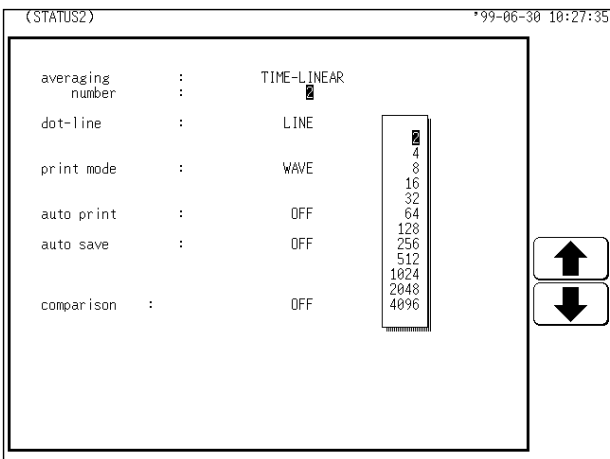 (STATUS2) '99-06-30 10:27:35
averaging : TIME-LINEAR
number : 2
dot-line : LINE
print mode : WAVE
auto print : OFF
auto save : OFF
comparison : OFF
2
4
8
16
32
64
128
256
512
1024
2048
4096